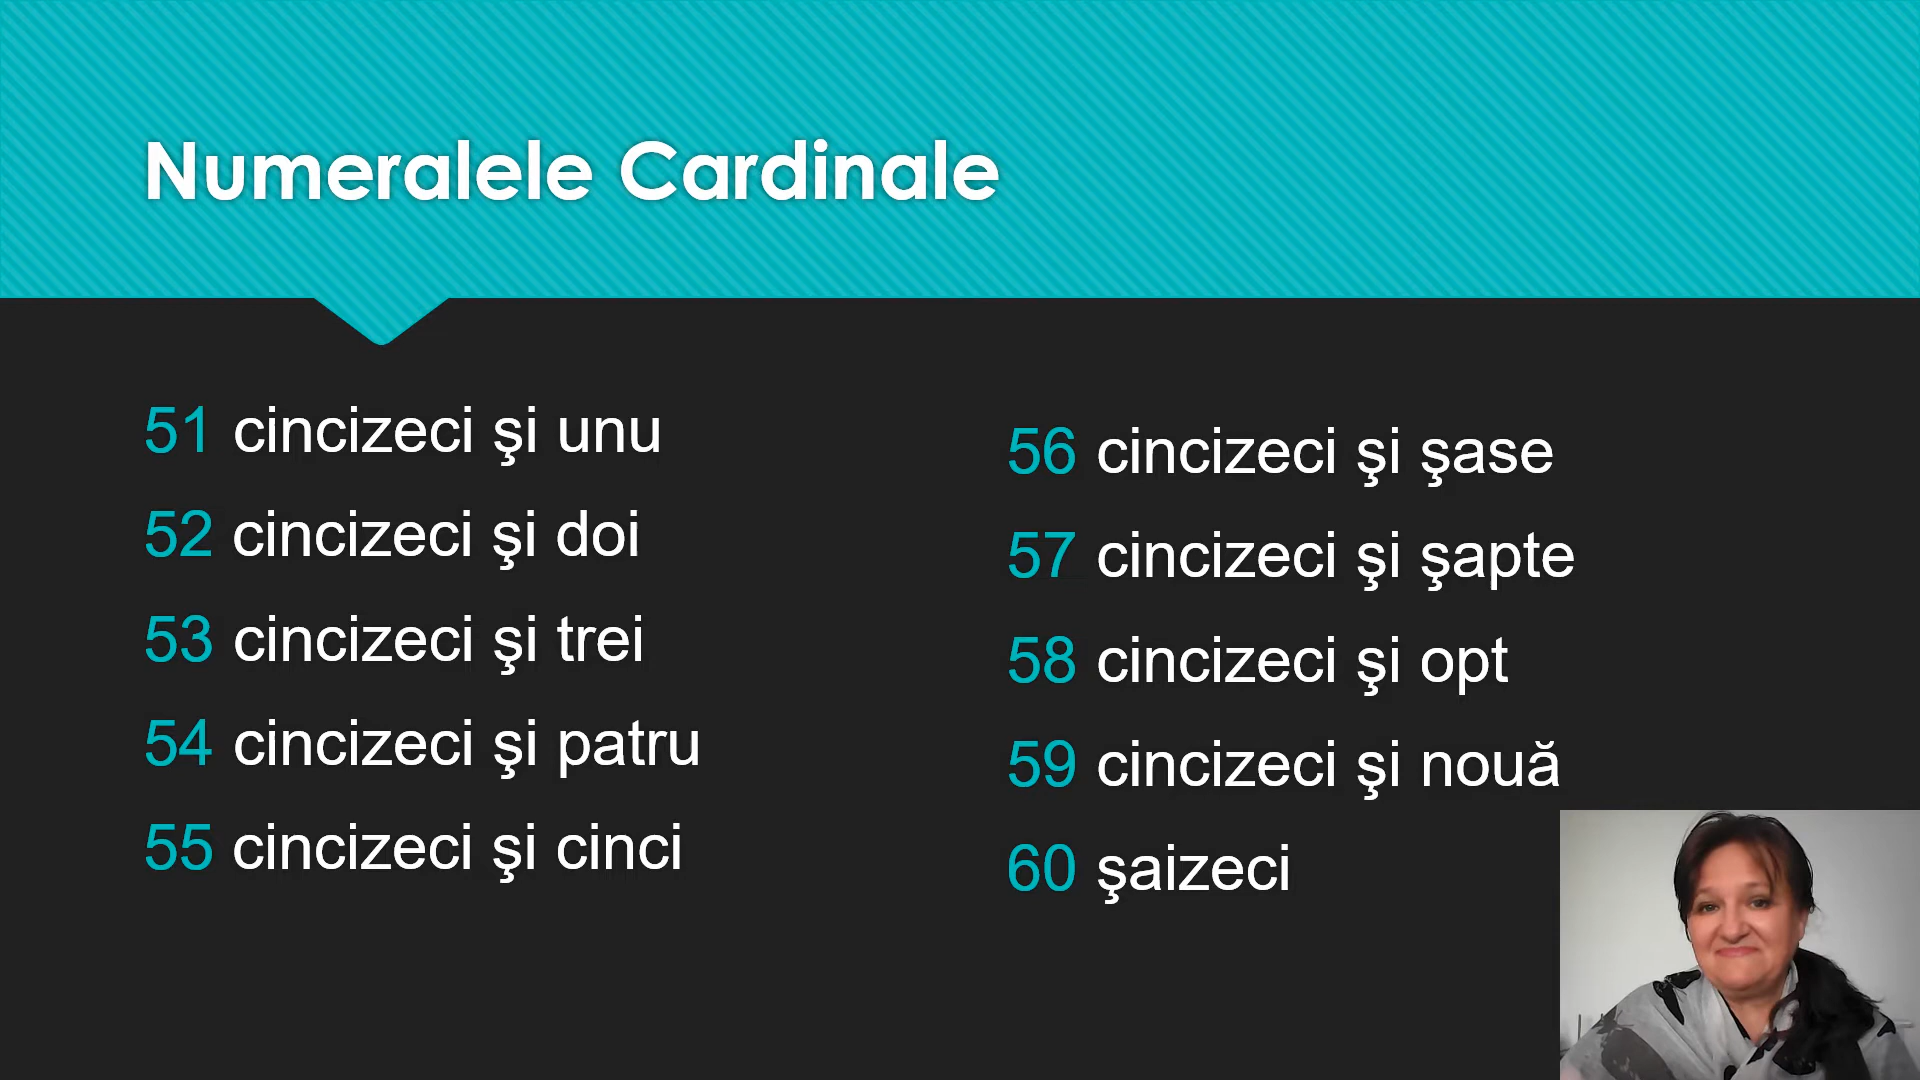 Numeralele Cardinale
51 cincizeci şi unu
52 cincizeci şi doi
53 cincizeci şi trei
54 cincizeci şi patru
55 cincizeci şi cinci
56 cincizeci şi şase
57 cincizeci şi şapte
58 cincizeci şi opt
59 cincizeci şi nouă
60 şaizeci